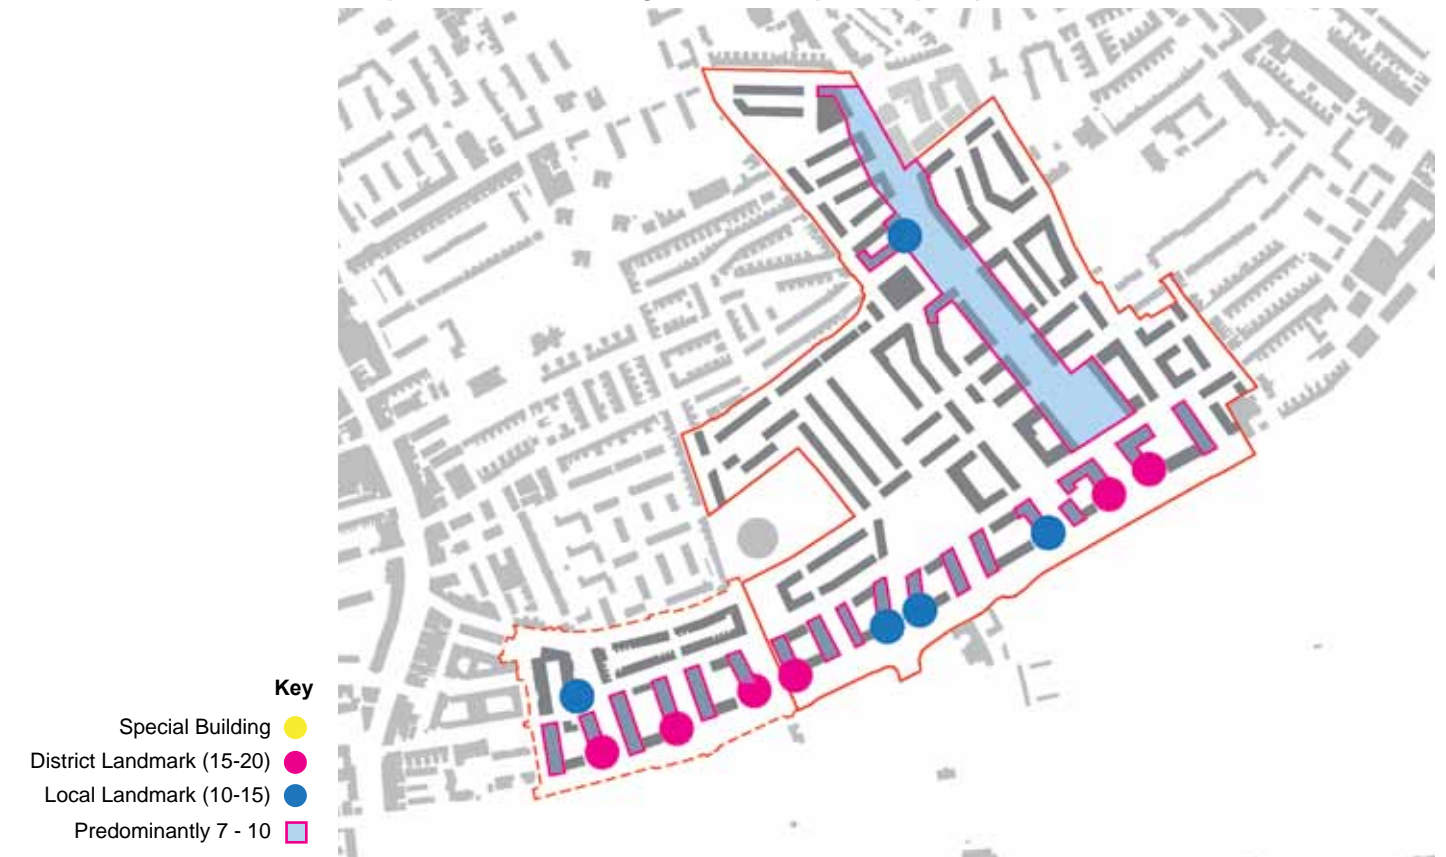 Key
Special Building
District Landmark (15-20)
Local Landmark (10-15)
Predominantly 7 - 10